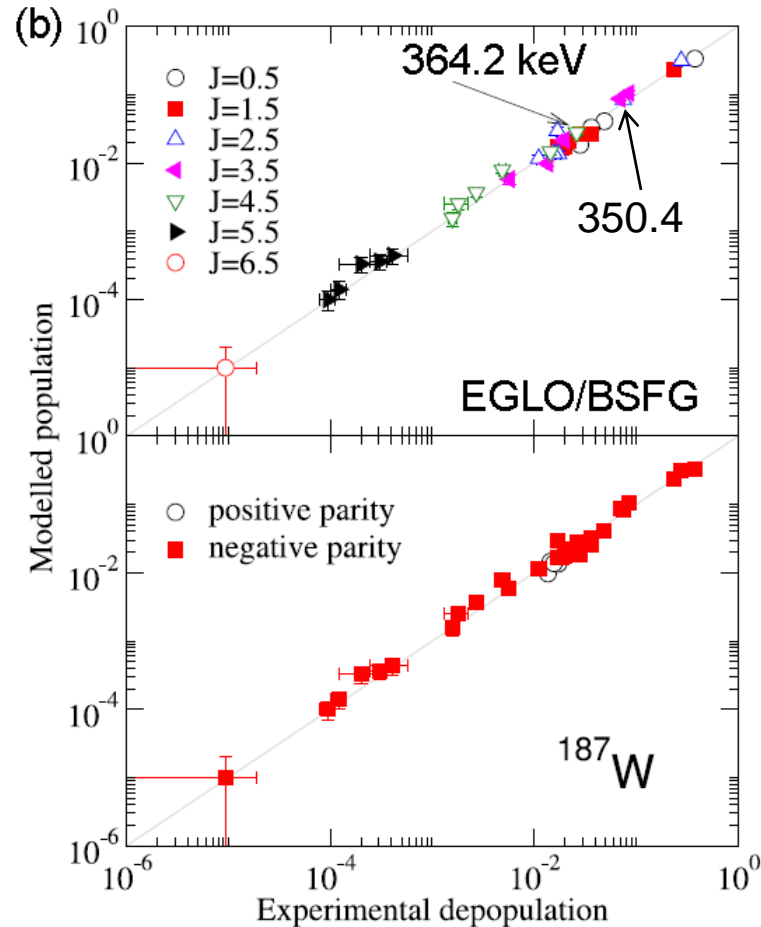 (b)
10^0
364.2 keV
J=0.5
J=1.5
J=2.5
J=3.5
J=4.5
J=5.5
J=6.5
10^-2
350.4
10^-4
EGLO/BSFG
10^0
Modelled population
positive parity
negative parity
10^-2
10^-4
^187W
10^-6
10^-6 10^-4 10^-2 10^0
Experimental depopulation